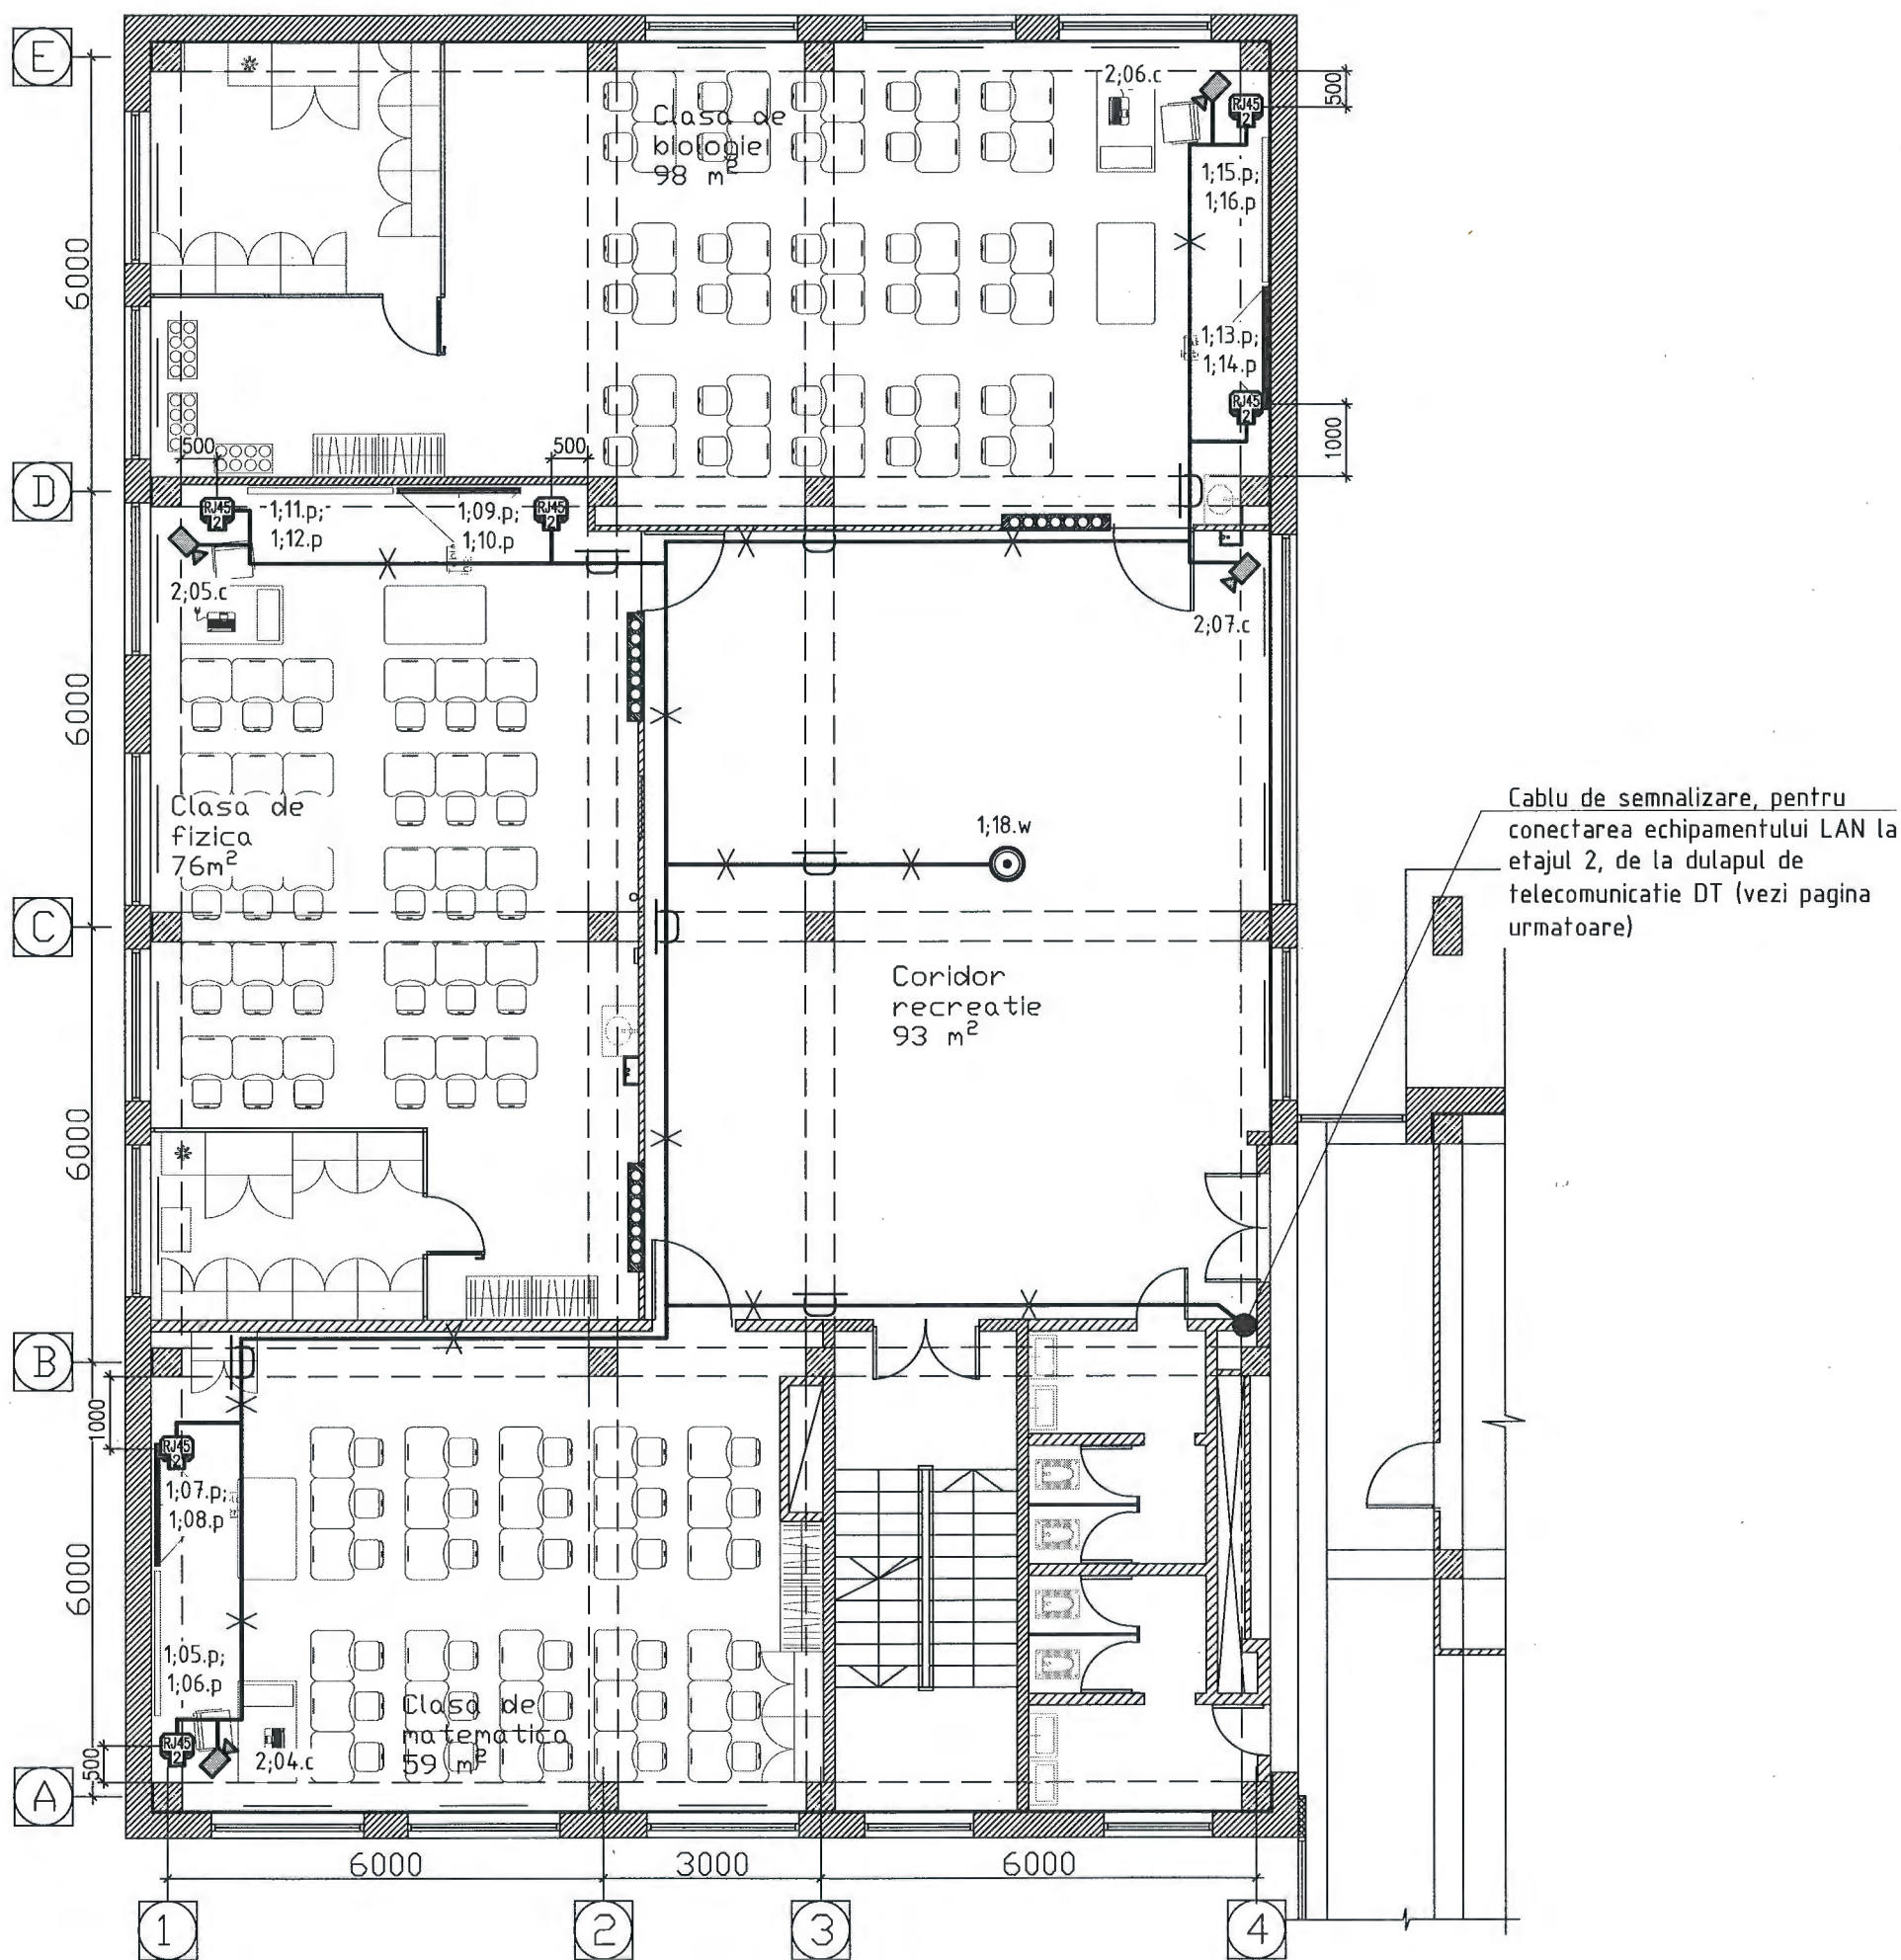 E
2;06.c
500
RJ45
2
Clasa de
biologie
98 m²
1;15.p;
1;16.p
6000
1;13.p;
1;14.p
RJ45
2
1000
500
500
D
RJ45
2
1;11.p;
1;12.p
1;09.p;
1;10.p
RJ45
2
2;05.c
2;07.c
6000
Clasa de
fizica
76m²
1;18.w
Cablu de semnalizare, pentru
conectarea echipamentului LAN la
etajul 2, de la dulapul de
telecomunicatie DT (vezi pagina
urmatoare)
C
Coridor
recreatie
93 m²
6000
B
1000
RJ45
2
1;07.p;
1;08.p
6000
1;05.p;
1;06.p
Clasa de
matematica
59 m²
RJ45
2
2;04.c
500
A
6000
3000
6000
1
2
3
4